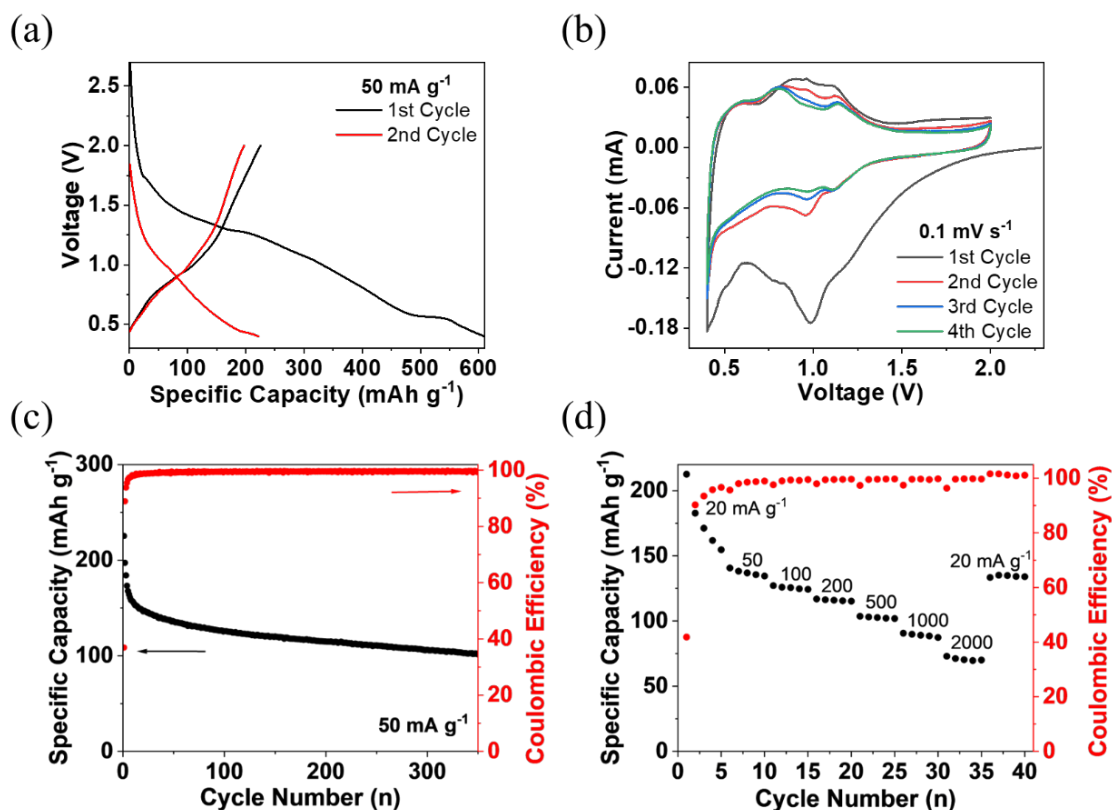 (a)
50 mA g⁻¹
1st Cycle
2nd Cycle
2.5
2.0
1.5
1.0
0.5
Voltage (V)
0 100 200 300 400 500 600
Specific Capacity (mAh g⁻¹)
(b)
0.06
0.00
-0.06
-0.12
-0.18
Current (mA)
0.1 mV s⁻¹
1st Cycle
2nd Cycle
3rd Cycle
4th Cycle
0.5 1.0 1.5 2.0
Voltage (V)
(c)
300
200
100
0
Specific Capacity (mAh g⁻¹)
100
80
60
40
20
0
Coulombic Efficiency (%)
50 mA g⁻¹
0 100 200 300
Cycle Number (n)
(d)
200
150
100
50
0
Specific Capacity (mAh g⁻¹)
20 mA g⁻¹
50
100
200
500
1000
2000
20 mA g⁻¹
100
80
60
40
20
0
Coulombic Efficiency (%)
0 5 10 15 20 25 30 35 40
Cycle Number (n)